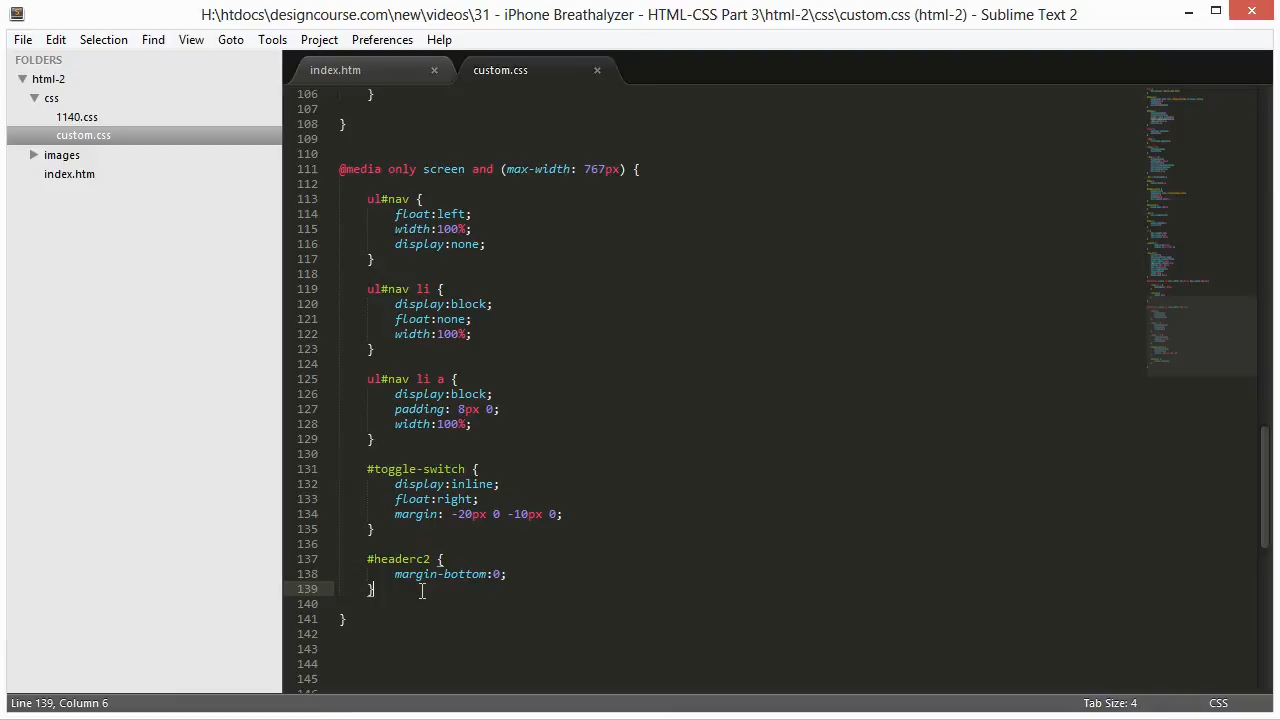 H:\htdocs\designcourse.com\new\videos\31 - iPhone Breathalyzer - HTML-CSS Part 3\html-2\css\custom.css (html-2) - Sublime Text 2
File Edit Selection Find View Goto Tools Project Preferences Help
FOLDERS
html-2
css
1140.css
custom.css
images
index.htm
index.htm × custom.css ×
106 }
107
108 }
109
110
111 @media only screen and (max-width: 767px) {
112
113 ul#nav {
114 float:left;
115 width:100%;
116 display:none;
117 }
118
119 ul#nav li {
120 display:block;
121 float:none;
122 width:100%;
123 }
124
125 ul#nav li a {
126 display:block;
127 padding: 8px 0;
128 width:100%;
129 }
130
131 #toggle-switch {
132 display:inline;
133 float:right;
134 margin: -20px 0 -10px 0;
135 }
136
137 #headerc2 {
138 margin-bottom:0;
139 }
140
141 }
142
143
144
145
Line 139, Column 6 Tab Size: 4 CSS